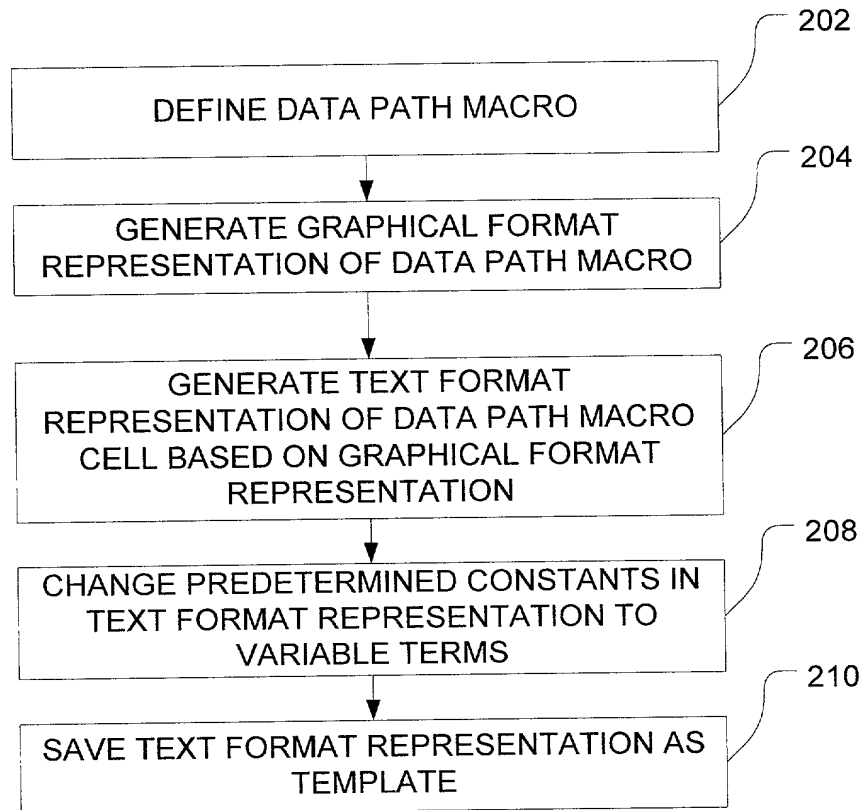 202
DEFINE DATA PATH MACRO
204
GENERATE GRAPHICAL FORMAT
REPRESENTATION OF DATA PATH MACRO
206
GENERATE TEXT FORMAT
REPRESENTATION OF DATA PATH MACRO
CELL BASED ON GRAPHICAL FORMAT
REPRESENTATION
208
CHANGE PREDETERMINED CONSTANTS IN
TEXT FORMAT REPRESENTATION TO
VARIABLE TERMS
210
SAVE TEXT FORMAT REPRESENTATION AS
TEMPLATE